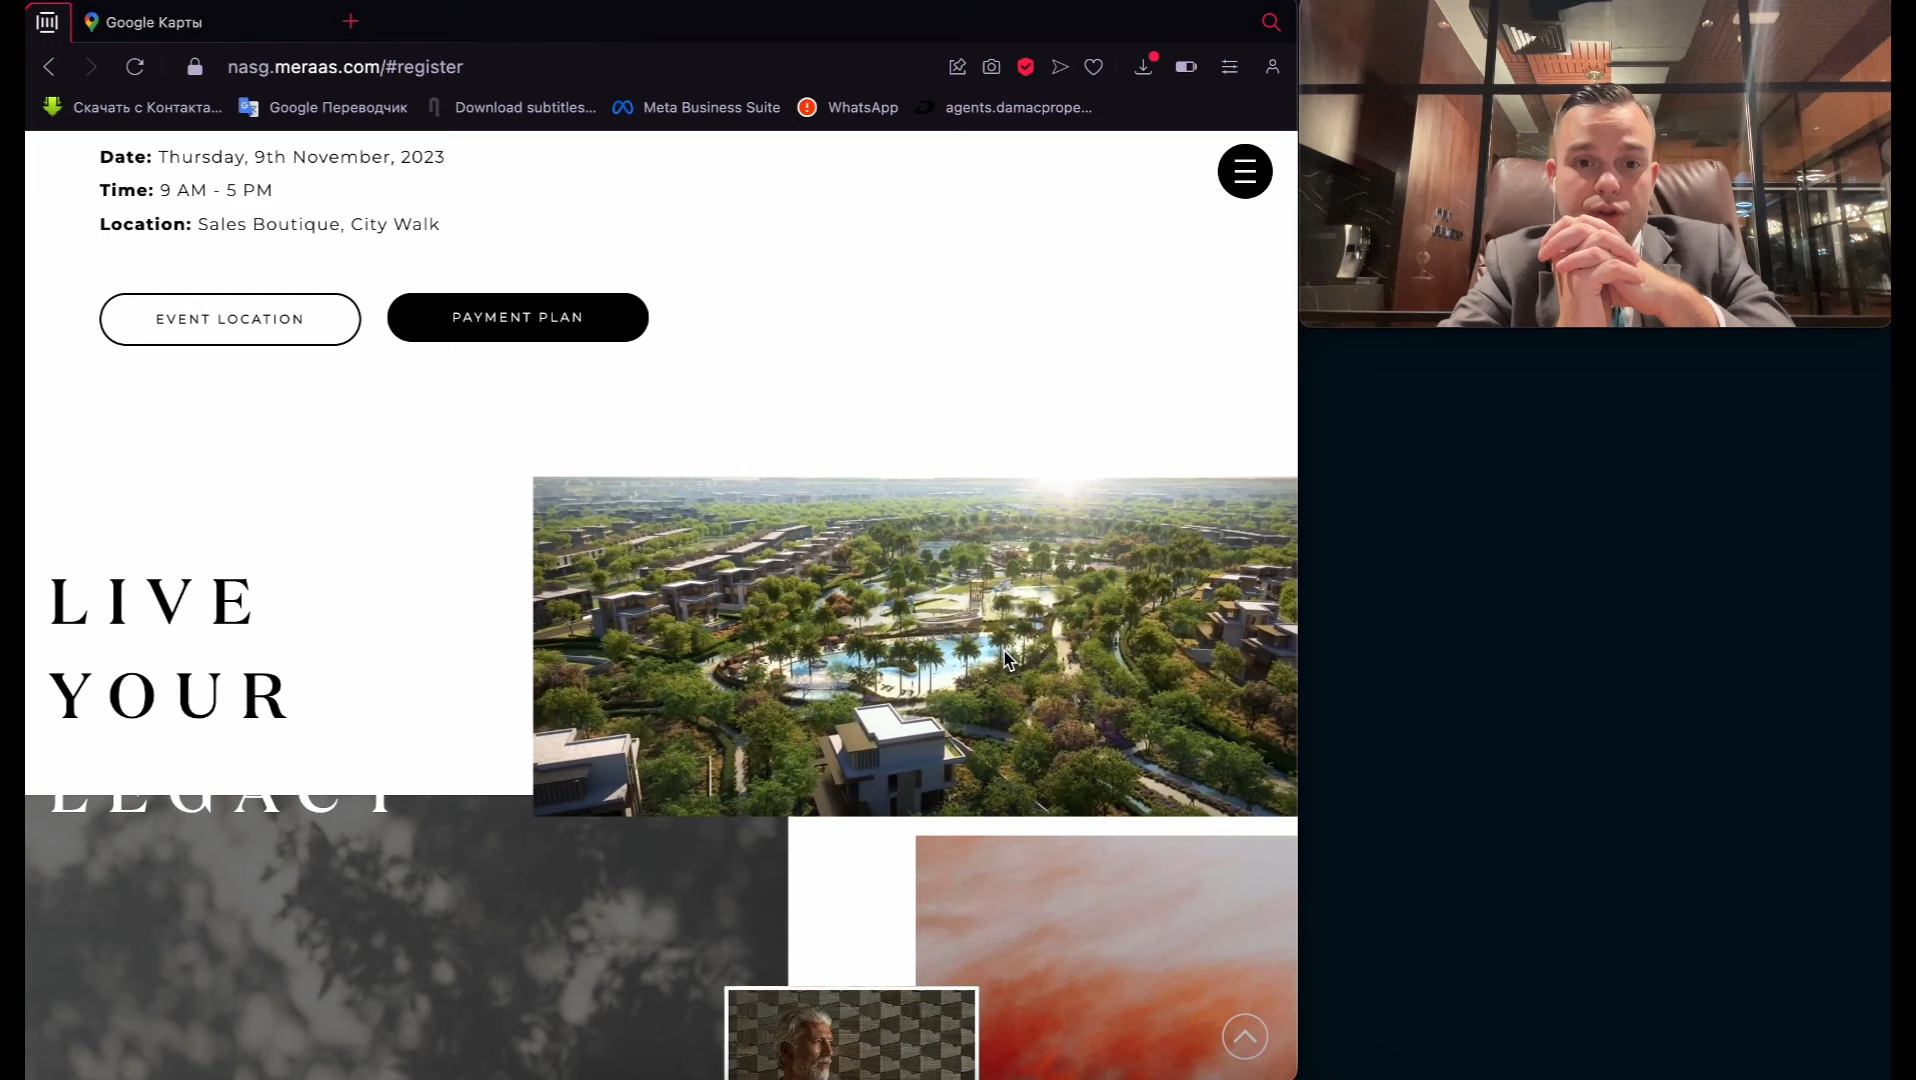 Google Карты
nasg.meraas.com/#register
Скачать с Контакта...
Google Переводчик
Download subtitles...
Meta Business Suite
WhatsApp
agents.damacprope...
Date: Thursday, 9th November, 2023
Time: 9 AM - 5 PM
Location: Sales Boutique, City Walk
EVENT LOCATION
PAYMENT PLAN
LIVE
YOUR
LEGACY